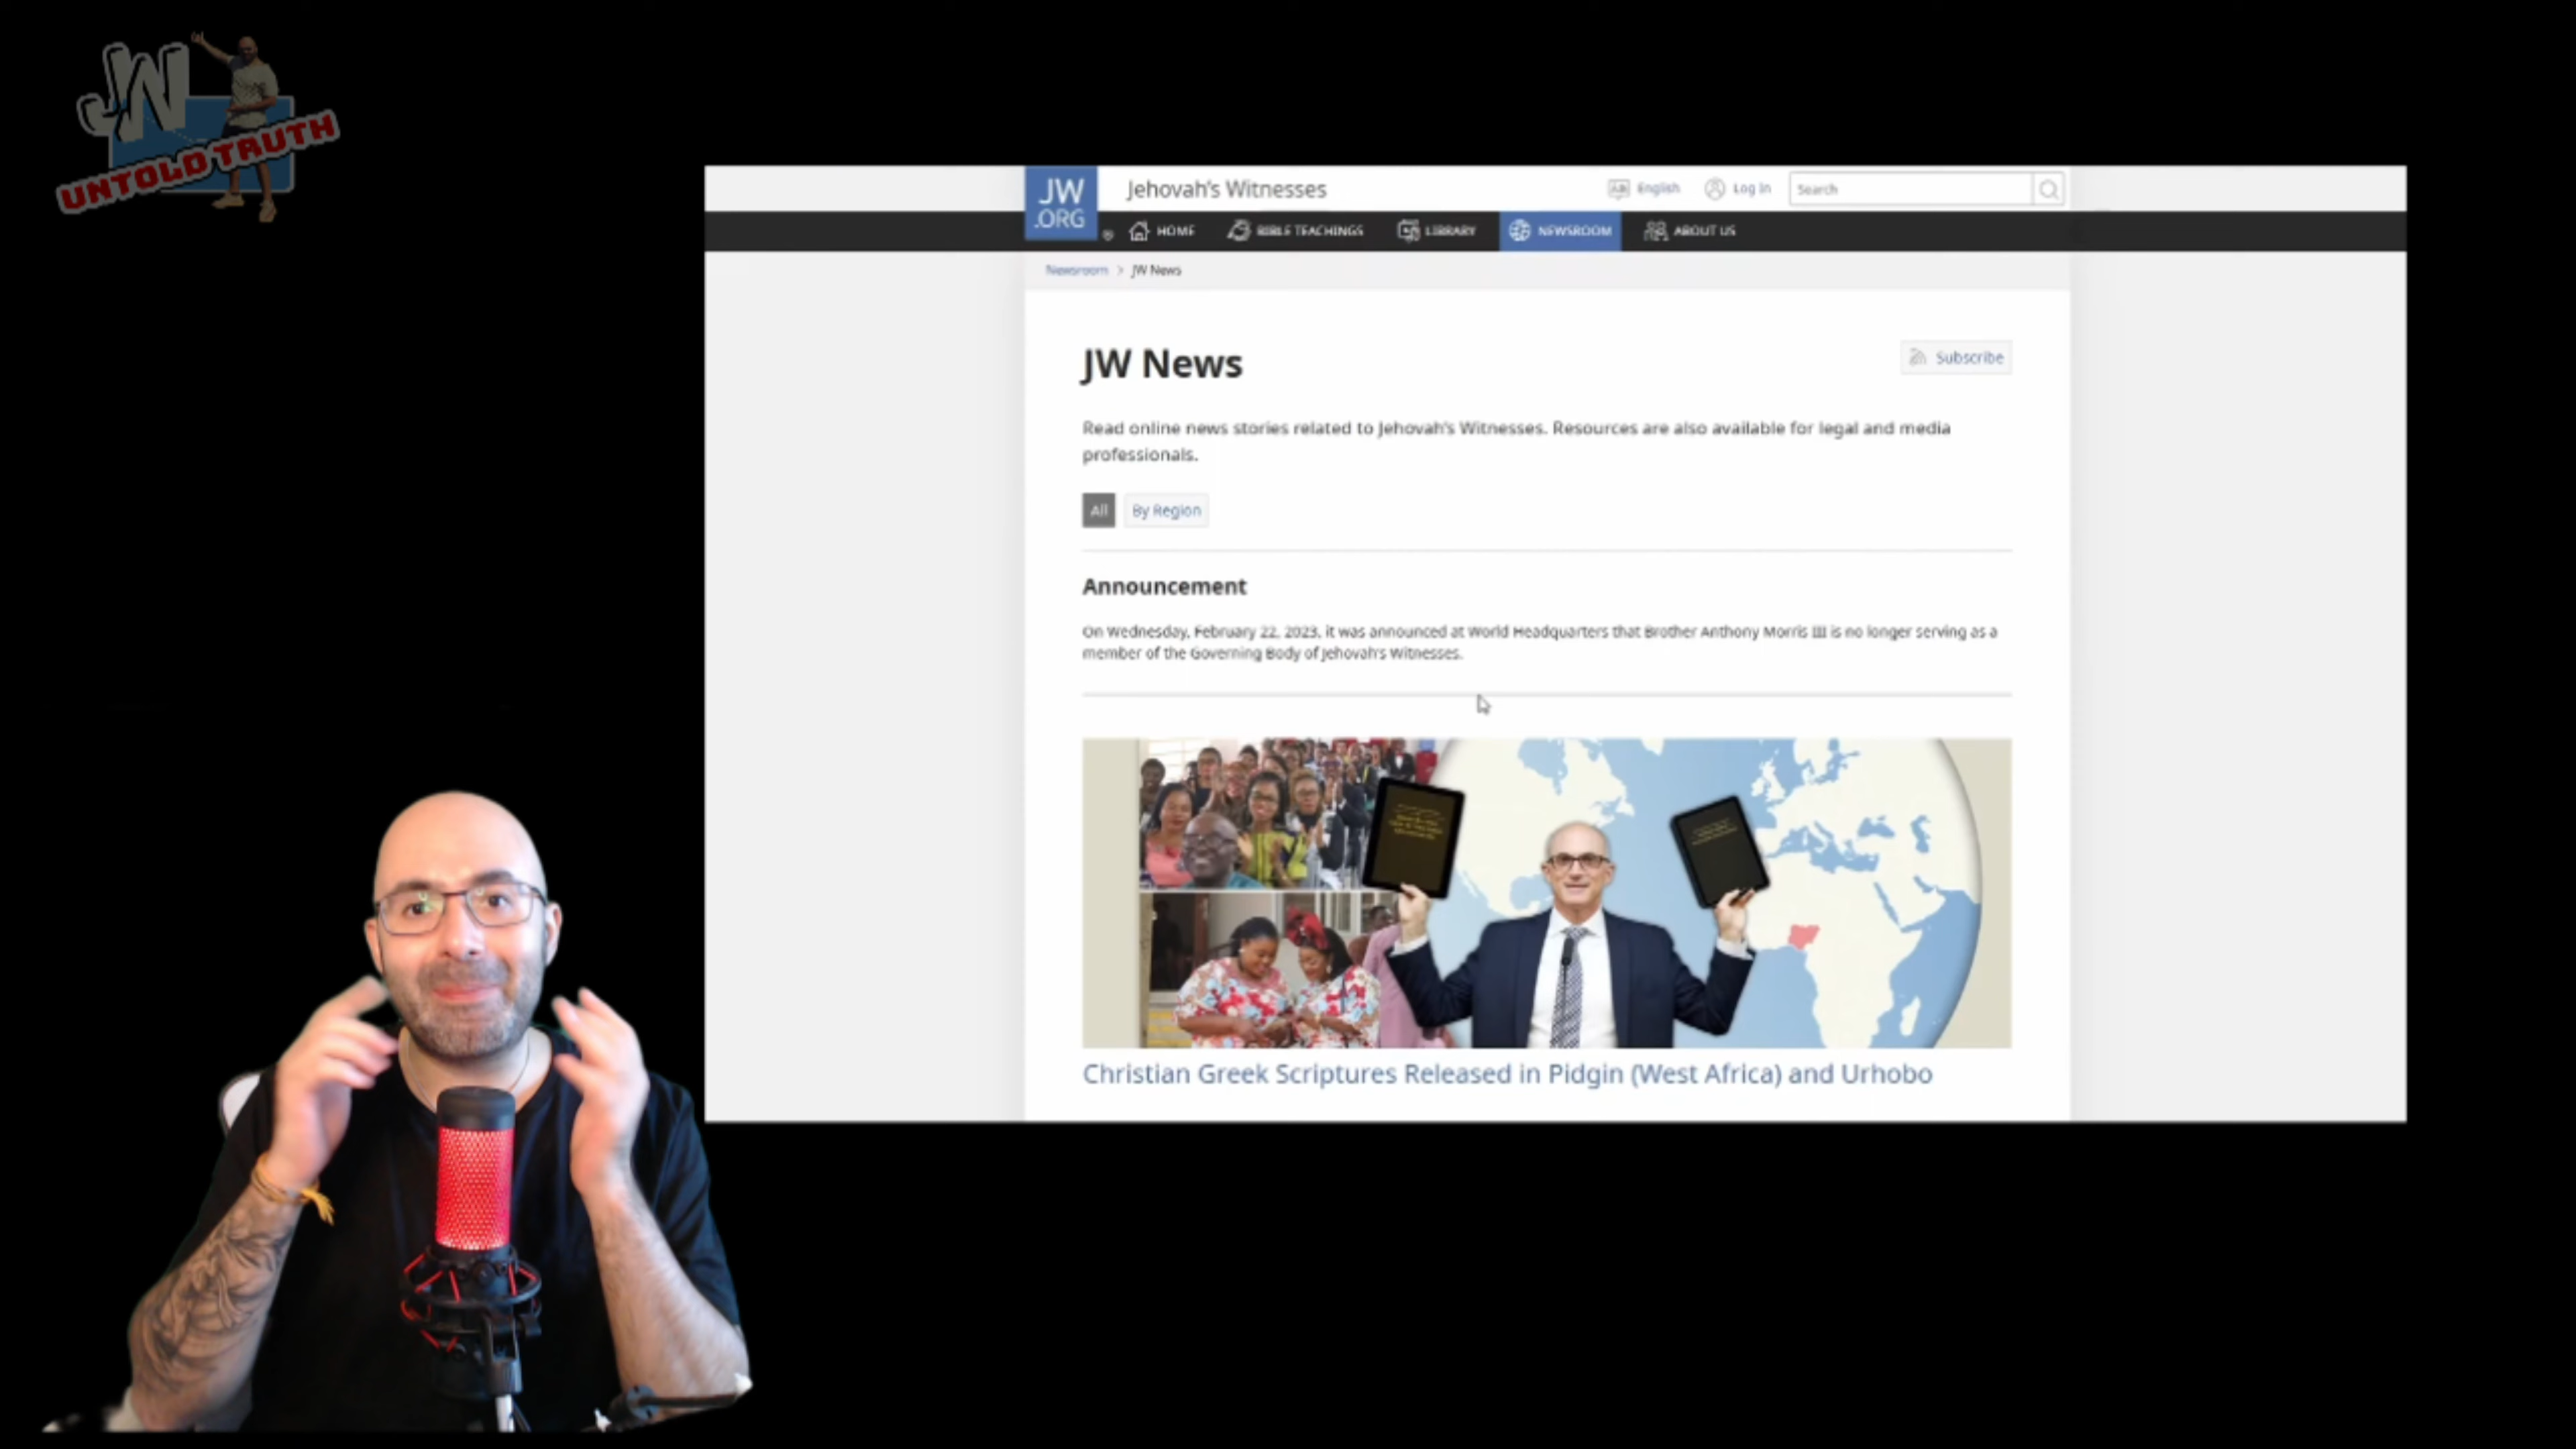 JW
UNTOLD TRUTH
JW
.ORG
Jehovah's Witnesses
English
Log In
Search
HOME
BIBLE TEACHINGS
LIBRARY
NEWSROOM
ABOUT US
Newsroom > JW News
JW News
Subscribe
Read online news stories related to Jehovah's Witnesses. Resources are also available for legal and media
professionals.
All
By Region
Announcement
On Wednesday, February 22, 2023, it was announced at World Headquarters that Brother Anthony Morris III is no longer serving as a
member of the Governing Body of Jehovah's Witnesses.
Christian Greek Scriptures Released in Pidgin (West Africa) and Urhobo